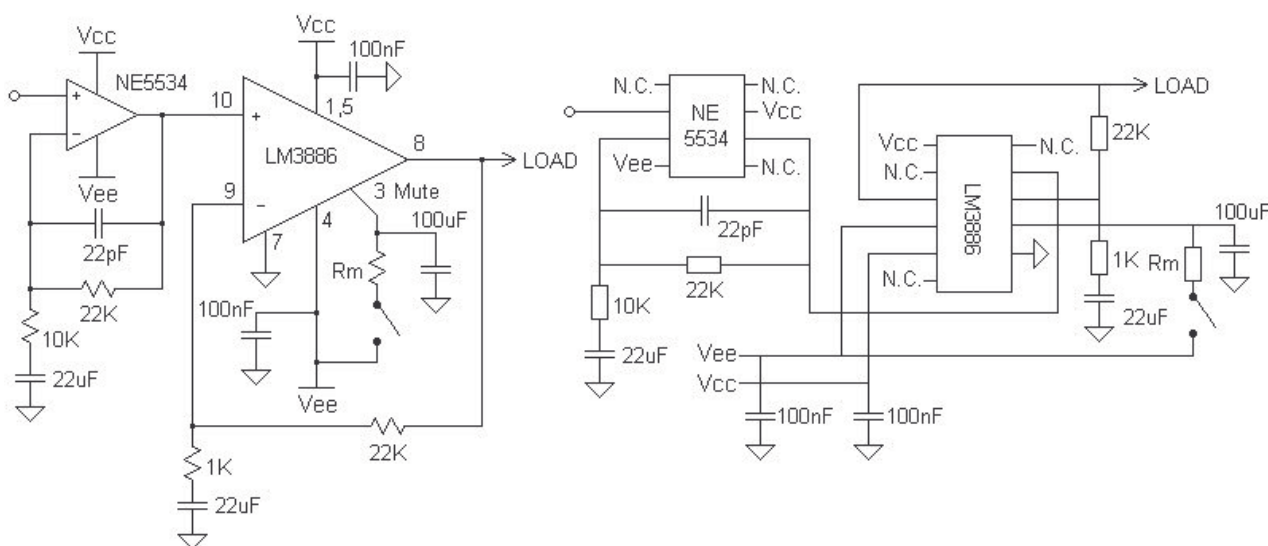 Vcc
NE5534
+
−
Vee
22pF
22K
10K
22uF
Vcc
100nF
10
+
1,5
LM3886
8
LOAD
9
−
3 Mute
7
4
100uF
Rm
100nF
Vee
22K
1K
22uF
N.C.
N.C.
NE
5534
Vcc
Vee
N.C.
22pF
22K
10K
22uF
LOAD
22K
Vcc
N.C.
N.C.
LM3886
N.C.
100uF
1K
Rm
22uF
Vee
Vcc
100nF
100nF